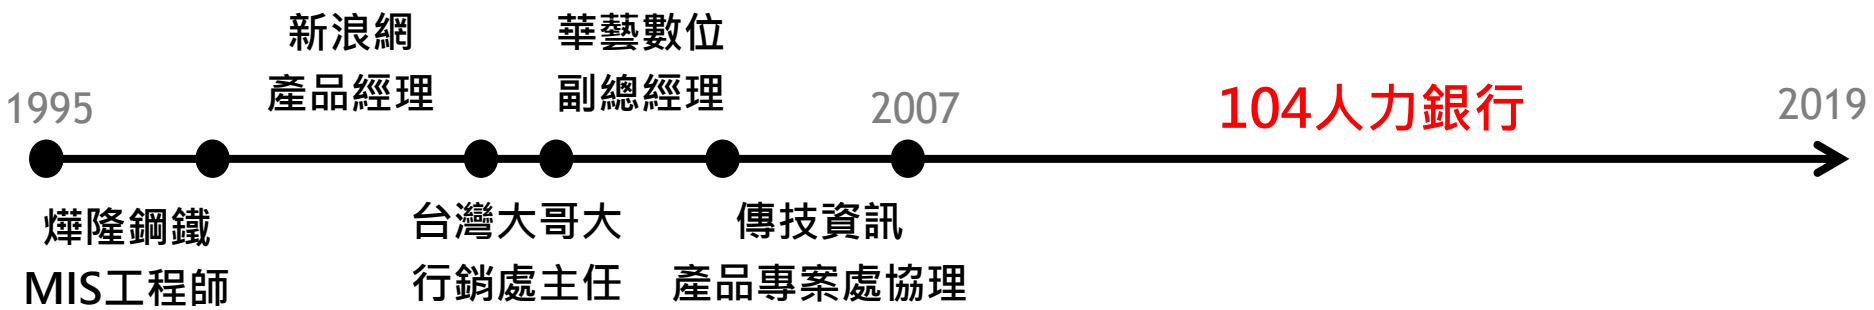 新浪網
產品經理
華藝數位
副總經理
1995
2007
104人力銀行
2019
燁隆鋼鐵
MIS工程師
台灣大哥大
行銷處主任
傳技資訊
產品專案處協理